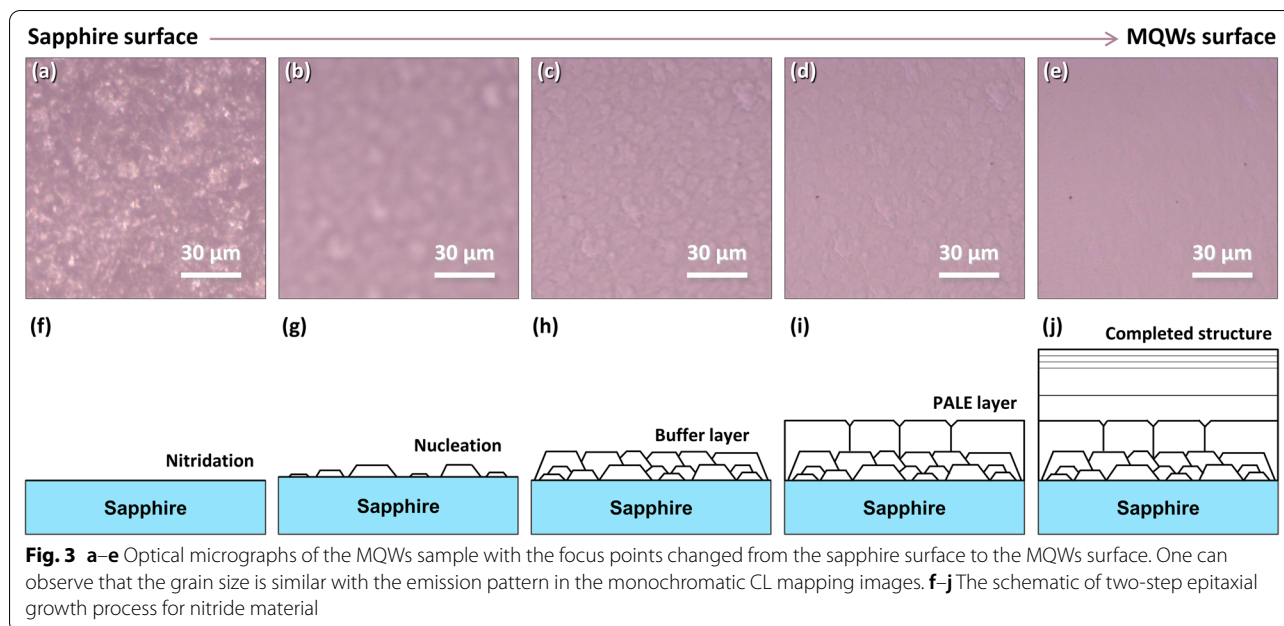 Sapphire surface MQWs surface
(a) (b) (c) (d) (e)
30 µm 30 µm 30 µm 30 µm 30 µm
(f) (g) (h) (i) (j)
Completed structure
PALE layer
Buffer layer
Nucleation
Nitridation
Sapphire Sapphire Sapphire Sapphire Sapphire
Fig. 3 a–e Optical micrographs of the MQWs sample with the focus points changed from the sapphire surface to the MQWs surface. One can
observe that the grain size is similar with the emission pattern in the monochromatic CL mapping images. f–j The schematic of two-step epitaxial
growth process for nitride material